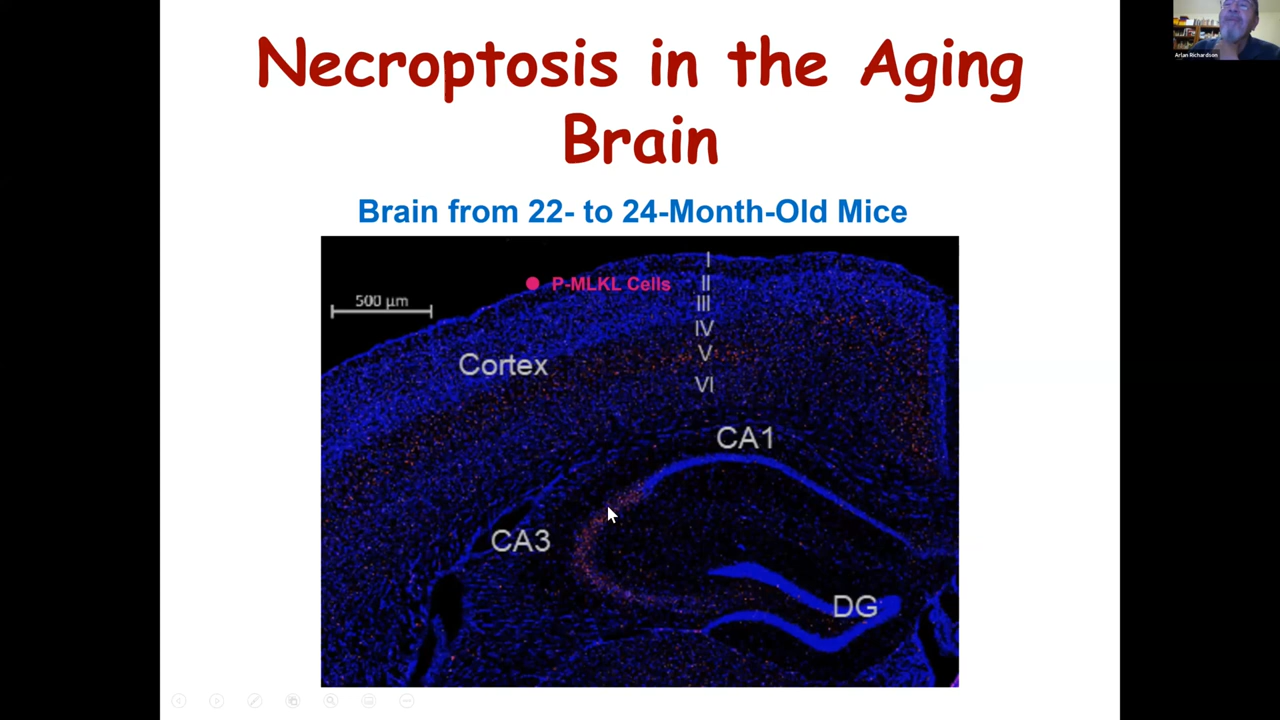 Necroptosis in the Aging
Brain
Brain from 22- to 24-Month-Old Mice
I
P-MLKL Cells
II
500 µm
III
IV
Cortex
V
VI
CA1
CA3
DG
Arlan Richardson